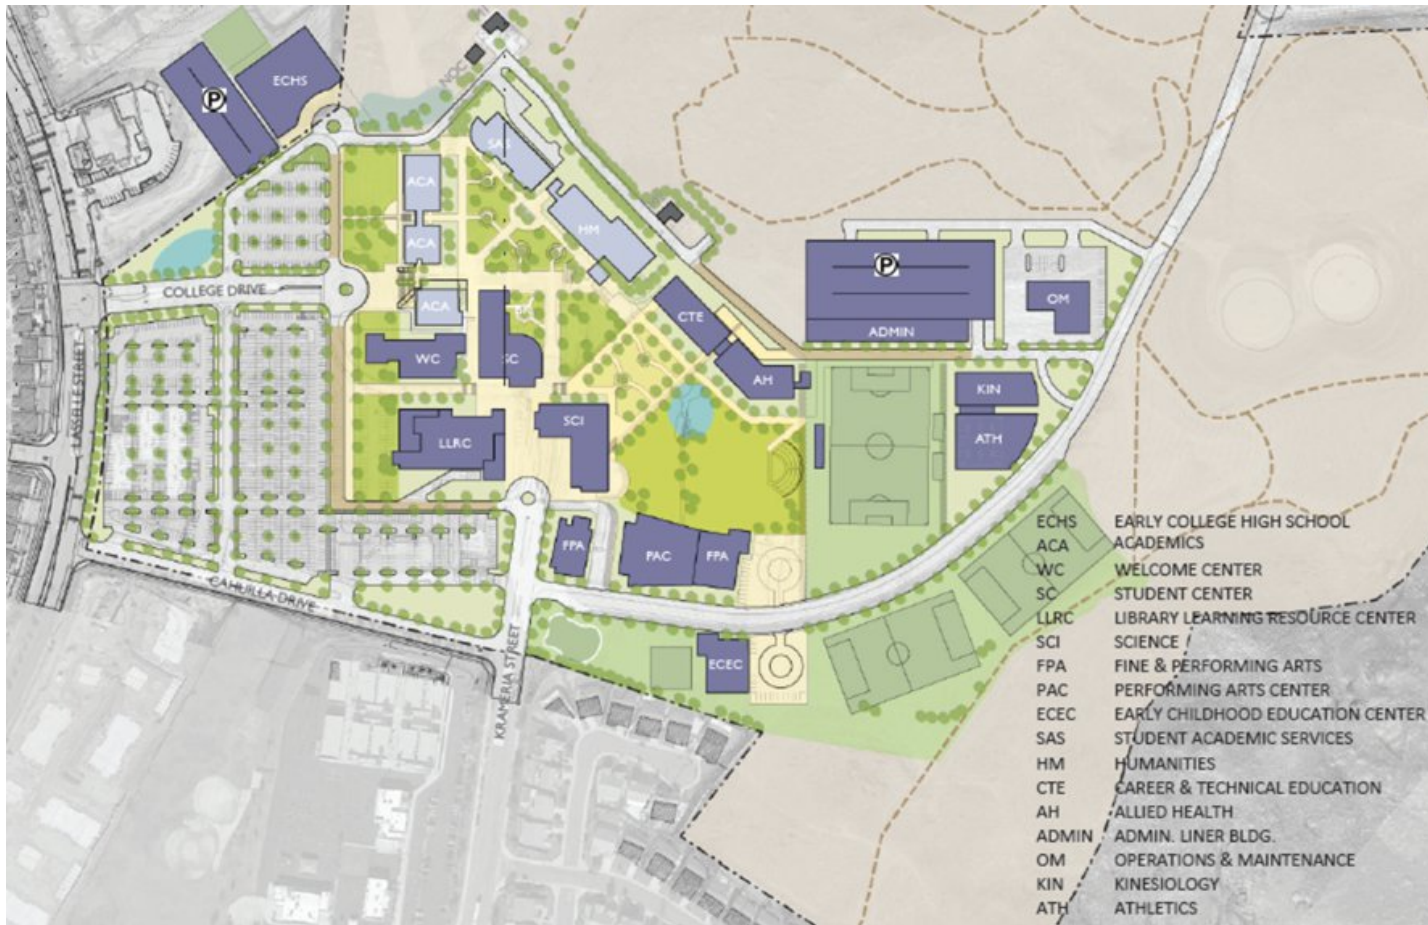 ECHS
P
NOC
SAS
ACA
ACA
HM
P
COLLEGE DRIVE
ACA
CTE
OM
ADMIN
WC
SC
AH
KIN
LASSELLE STREET
LLRC
SCI
ATH
FPA
PAC
FPA
CAHUILLA DRIVE
KRAMERIA STREET
ECEC
ECHS EARLY COLLEGE HIGH SCHOOL
ACA ACADEMICS
WC WELCOME CENTER
SC STUDENT CENTER
LLRC LIBRARY LEARNING RESOURCE CENTER
SCI SCIENCE
FPA FINE & PERFORMING ARTS
PAC PERFORMING ARTS CENTER
ECEC EARLY CHILDHOOD EDUCATION CENTER
SAS STUDENT ACADEMIC SERVICES
HM HUMANITIES
CTE CAREER & TECHNICAL EDUCATION
AH ALLIED HEALTH
ADMIN ADMIN. LINER BLDG.
OM OPERATIONS & MAINTENANCE
KIN KINESIOLOGY
ATH ATHLETICS